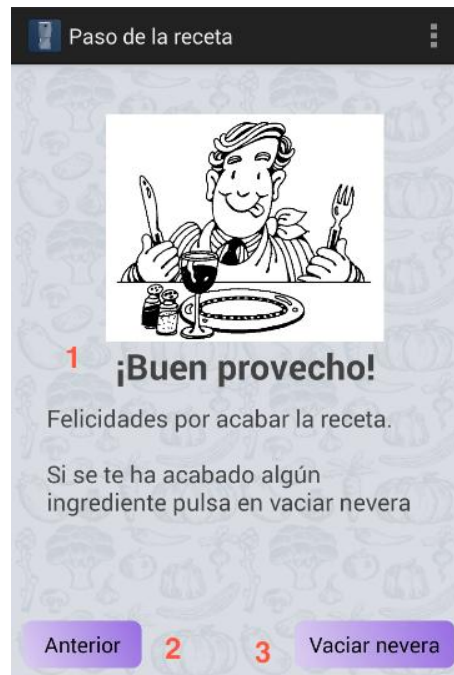 Paso de la receta
1
¡Buen provecho!
Felicidades por acabar la receta.
Si se te ha acabado algún
ingrediente pulsa en vaciar nevera
Anterior
2
3
Vaciar nevera